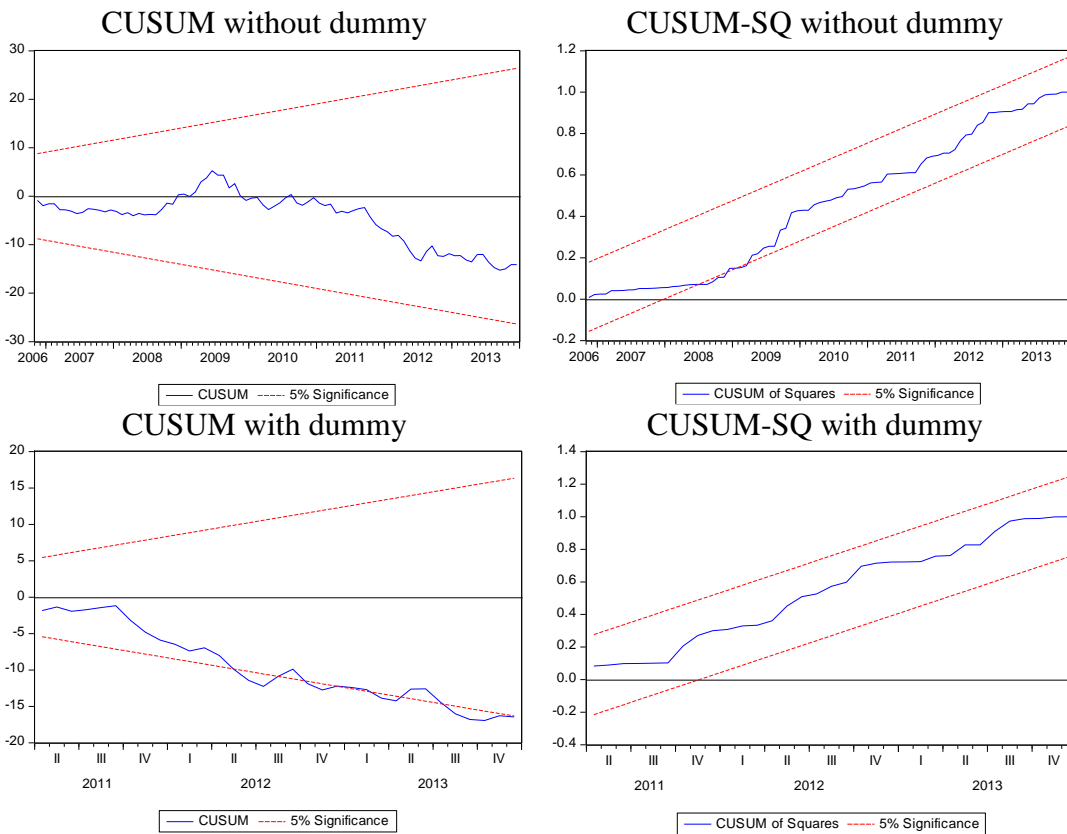 CUSUM without dummy
30
20
10
0
-10
-20
-30
2006 2007 2008 2009 2010 2011 2012 2013
CUSUM 5% Significance
CUSUM-SQ without dummy
1.2
1.0
0.8
0.6
0.4
0.2
0.0
-0.2
2006 2007 2008 2009 2010 2011 2012 2013
CUSUM of Squares 5% Significance
CUSUM with dummy
20
15
10
5
0
-5
-10
-15
-20
II III IV I II III IV I II III IV
2011 2012 2013
CUSUM 5% Significance
CUSUM-SQ with dummy
1.4
1.2
1.0
0.8
0.6
0.4
0.2
0.0
-0.2
-0.4
II III IV I II III IV I II III IV
2011 2012 2013
CUSUM of Squares 5% Significance